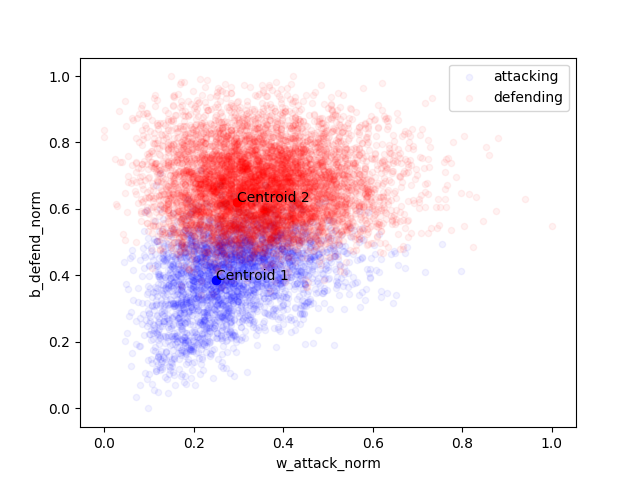 attacking
defending
1.0
0.8
0.6
0.4
0.2
0.0
b_defend_norm
Centroid 2
Centroid 1
0.0 0.2 0.4 0.6 0.8 1.0
w_attack_norm